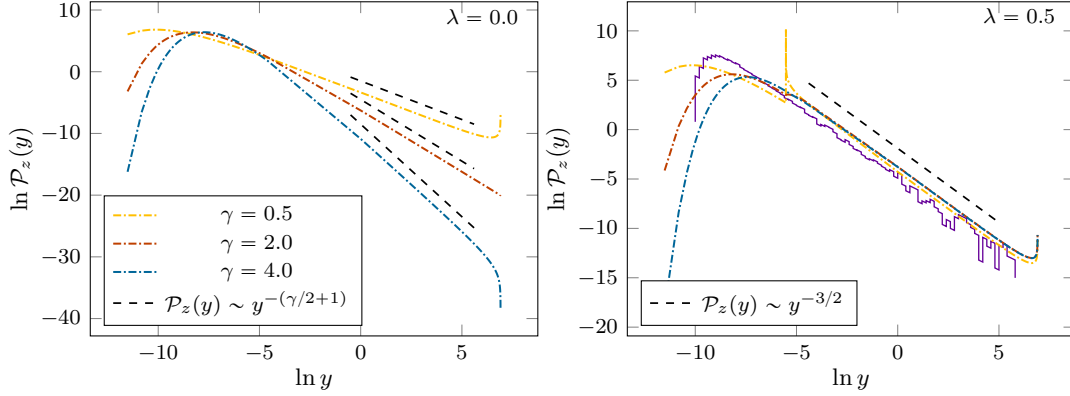 λ = 0.0
10
0
−10
−20
−30
−40
ln 𝒫_z(y)
γ = 0.5
γ = 2.0
γ = 4.0
𝒫_z(y) ∼ y^{−(γ/2+1)}
−10 −5 0 5
ln y
λ = 0.5
10
5
0
−5
−10
−15
−20
ln 𝒫_z(y)
𝒫_z(y) ∼ y^{−3/2}
−10 −5 0 5
ln y